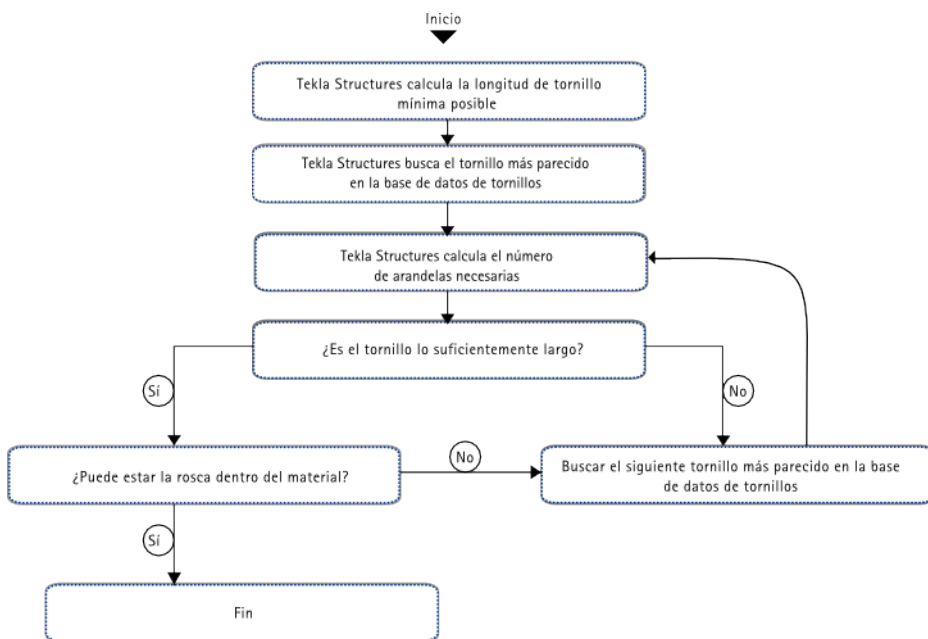 Inicio
Tekla Structures calcula la longitud de tornillo
mínima posible
Tekla Structures busca el tornillo más parecido
en la base de datos de tornillos
Tekla Structures calcula el número
de arandelas necesarias
¿Es el tornillo lo suficientemente largo?
Sí
No
¿Puede estar la rosca dentro del material?
No
Buscar el siguiente tornillo más parecido en la base
de datos de tornillos
Sí
Fin